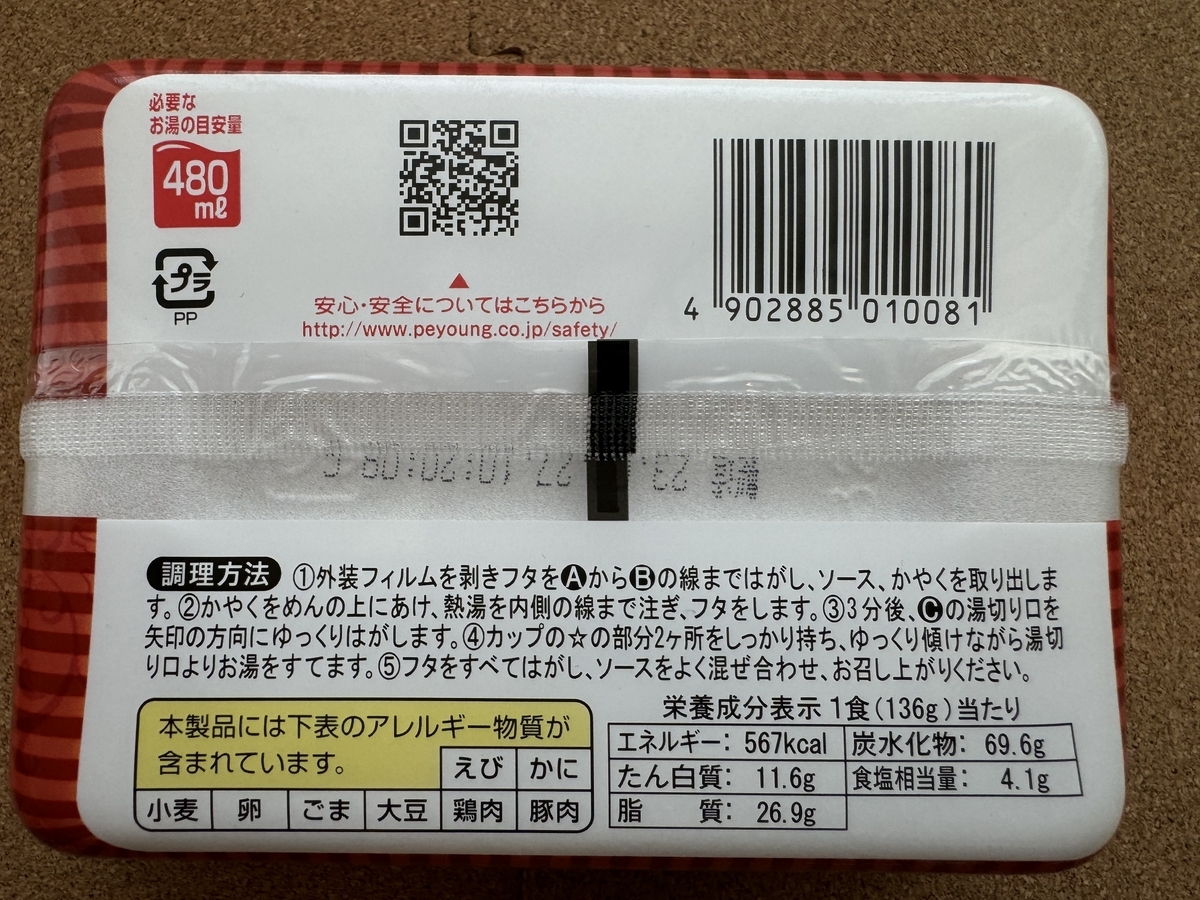 必要な
お湯の目安量
480
mℓ
プラ
PP
安心・安全についてはこちらから
http://www.peyoung.co.jp/safety/
4 902885 010081
調理方法 ①外装フィルムを剥きフタをAからBの線まではがし、ソース、かやくを取り出しま
す。②かやくをめんの上にあけ、熱湯を内側の線まで注ぎ、フタをします。③3分後、Cの湯切り口を
矢印の方向にゆっくりはがします。④カップの☆の部分2ヶ所をしっかり持ち、ゆっくり傾けながら湯切
り口よりお湯をすてます。⑤フタをすべてはがし、ソースをよく混ぜ合わせ、お召し上がりください。
本製品には下表のアレルギー物質が
含まれています。
えび かに
小麦 卵 ごま 大豆 鶏肉 豚肉
栄養成分表示 1食(136g)当たり
エネルギー: 567kcal 炭水化物: 69.6g
たん白質: 11.6g 食塩相当量: 4.1g
脂質: 26.9g